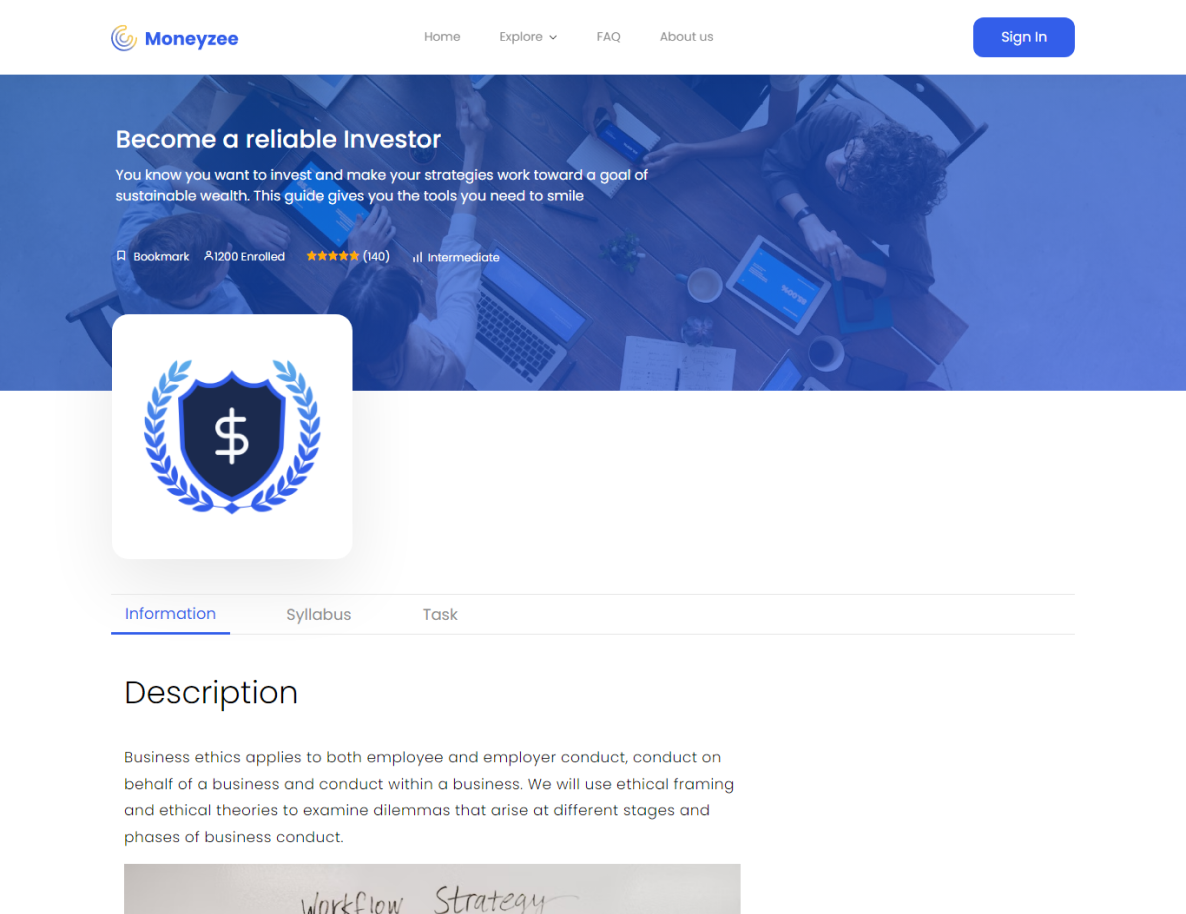 Moneyzee
Home
Explore
FAQ
About us
Sign In
Become a reliable Investor
You know you want to invest and make your strategies work toward a goal of
sustainable wealth. This guide gives you the tools you need to smile
Bookmark
1200 Enrolled
(140)
Intermediate
$
Information
Syllabus
Task
Description
Business ethics applies to both employee and employer conduct, conduct on
behalf of a business and conduct within a business. We will use ethical framing
and ethical theories to examine dilemmas that arise at different stages and
phases of business conduct.
Workflow Strategy